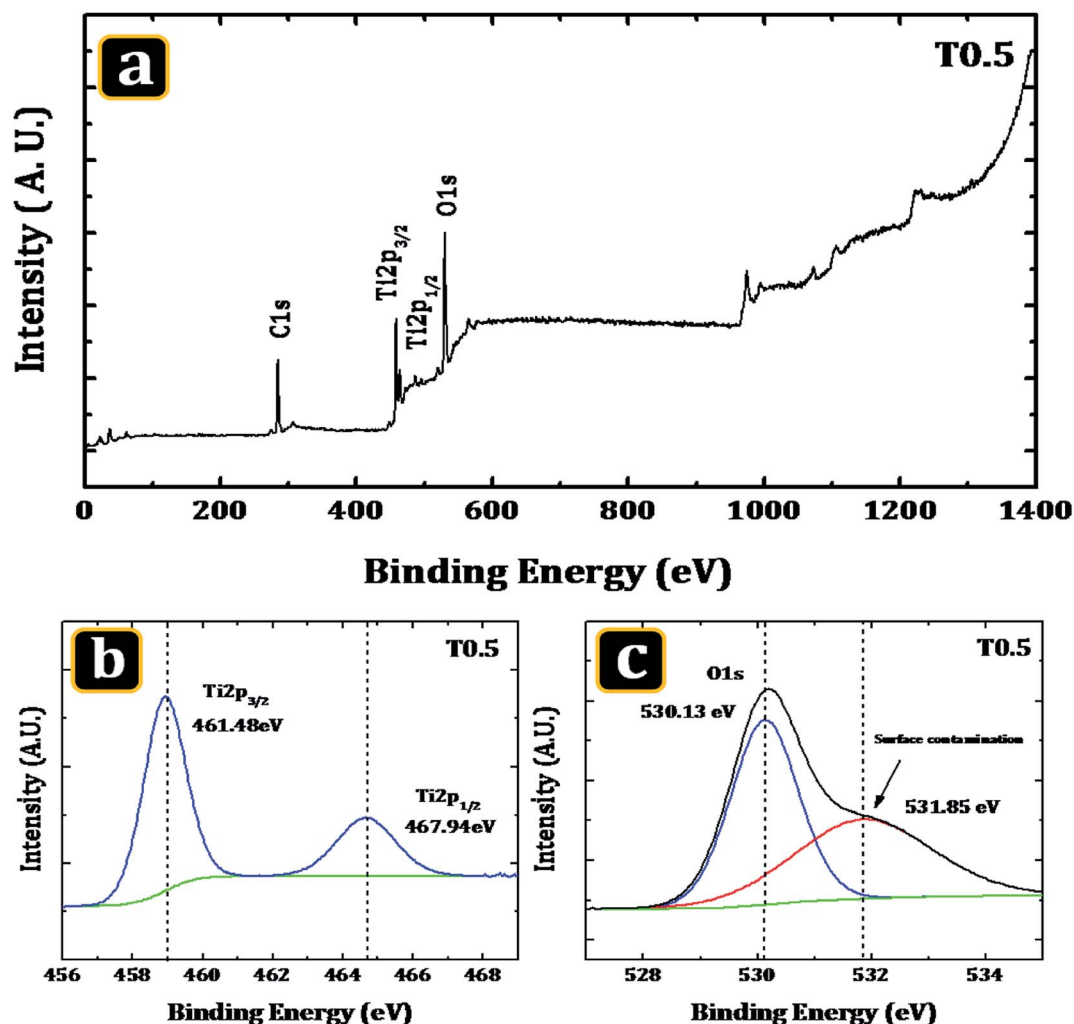 a
T0.5
Intensity ( A. U.)
C1s
Ti2p3/2
Ti2p1/2
O1s
0 200 400 600 800 1000 1200 1400
Binding Energy (eV)
b
T0.5
Ti2p3/2
461.48eV
Ti2p1/2
467.94eV
Intensity (A.U.)
456 458 460 462 464 466 468
Binding Energy (eV)
c
T0.5
O1s
530.13 eV
Surface contamination
531.85 eV
Intensity (A.U.)
528 530 532 534
Binding Energy (eV)